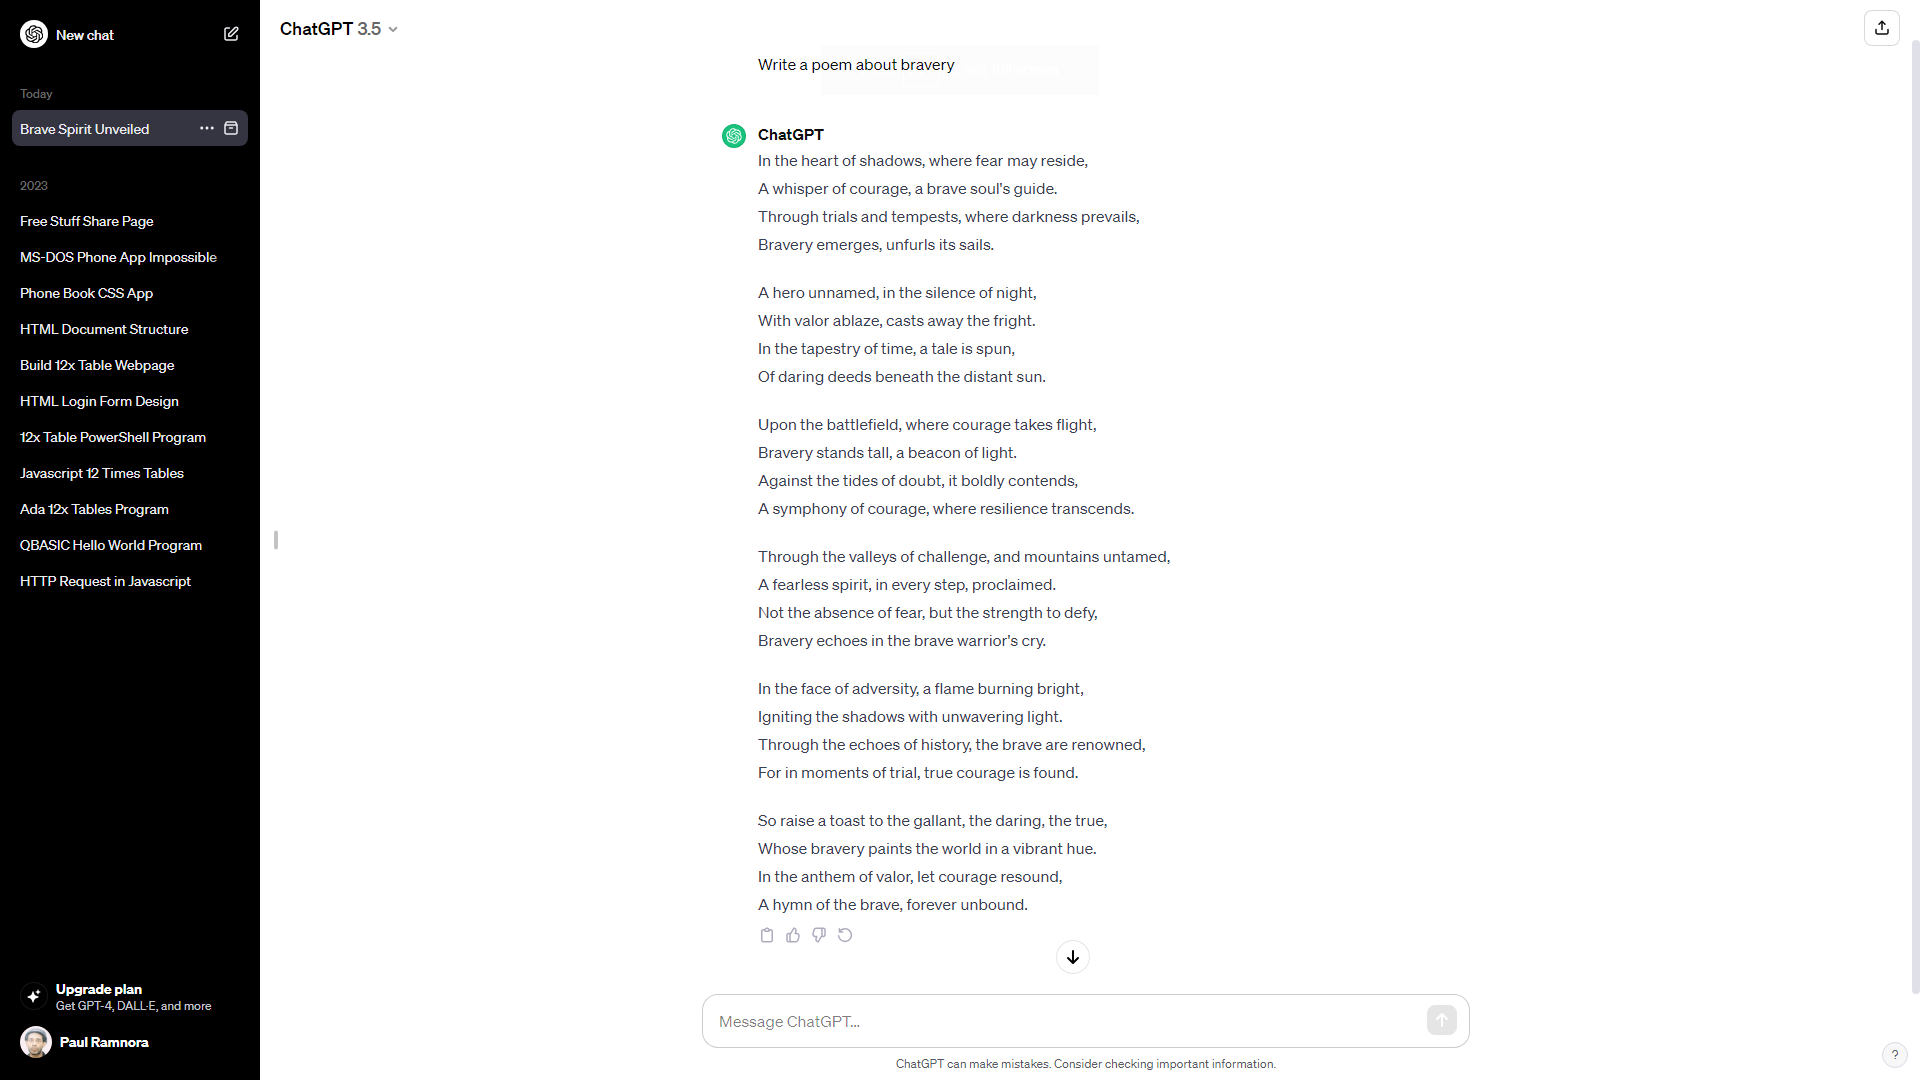 New chat
Today
Brave Spirit Unveiled
2023
Free Stuff Share Page
MS-DOS Phone App Impossible
Phone Book CSS App
HTML Document Structure
Build 12x Table Webpage
HTML Login Form Design
12x Table PowerShell Program
Javascript 12 Times Tables
Ada 12x Tables Program
QBASIC Hello World Program
HTTP Request in Javascript
Upgrade plan
Get GPT-4, DALL·E, and more
Paul Ramnora
ChatGPT 3.5
Write a poem about bravery
ChatGPT
In the heart of shadows, where fear may reside,
A whisper of courage, a brave soul's guide.
Through trials and tempests, where darkness prevails,
Bravery emerges, unfurls its sails.
A hero unnamed, in the silence of night,
With valor ablaze, casts away the fright.
In the tapestry of time, a tale is spun,
Of daring deeds beneath the distant sun.
Upon the battlefield, where courage takes flight,
Bravery stands tall, a beacon of light.
Against the tides of doubt, it boldly contends,
A symphony of courage, where resilience transcends.
Through the valleys of challenge, and mountains untamed,
A fearless spirit, in every step, proclaimed.
Not the absence of fear, but the strength to defy,
Bravery echoes in the brave warrior's cry.
In the face of adversity, a flame burning bright,
Igniting the shadows with unwavering light.
Through the echoes of history, the brave are renowned,
For in moments of trial, true courage is found.
So raise a toast to the gallant, the daring, the true,
Whose bravery paints the world in a vibrant hue.
In the anthem of valor, let courage resound,
A hymn of the brave, forever unbound.
Message ChatGPT...
ChatGPT can make mistakes. Consider checking important information.
?